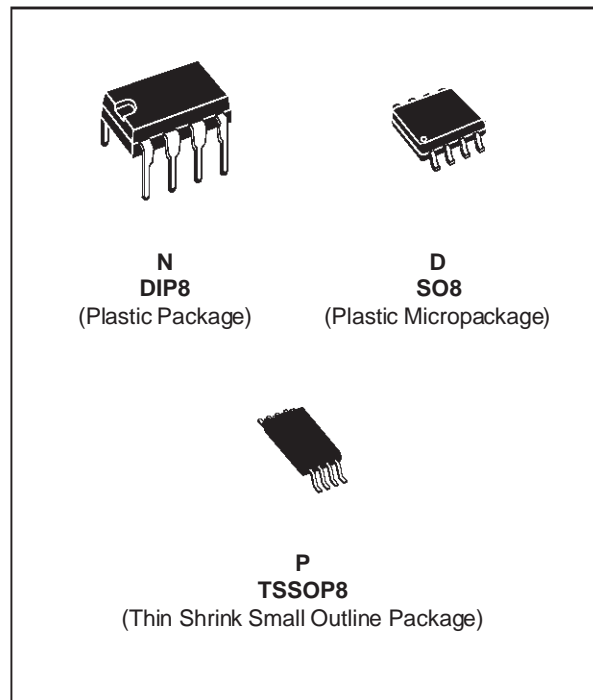 N
DIP8
(Plastic Package)
D
SO8
(Plastic Micropackage)
P
TSSOP8
(Thin Shrink Small Outline Package)